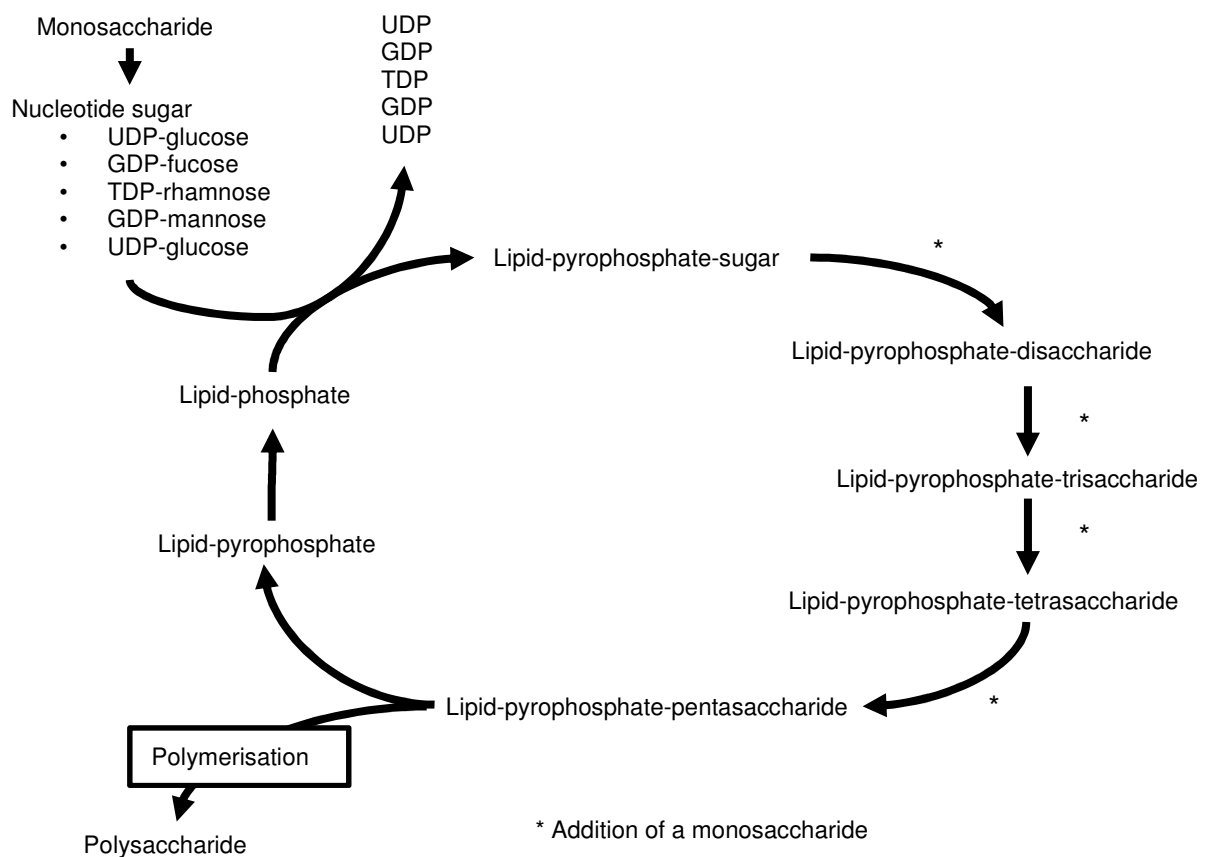 Monosaccharide
Nucleotide sugar
• UDP-glucose
• GDP-fucose
• TDP-rhamnose
• GDP-mannose
• UDP-glucose
UDP
GDP
TDP
GDP
UDP
Lipid-pyrophosphate-sugar
*
Lipid-pyrophosphate-disaccharide
*
Lipid-pyrophosphate-trisaccharide
*
Lipid-pyrophosphate-tetrasaccharide
*
Lipid-pyrophosphate-pentasaccharide
Lipid-phosphate
Lipid-pyrophosphate
Polymerisation
Polysaccharide
* Addition of a monosaccharide